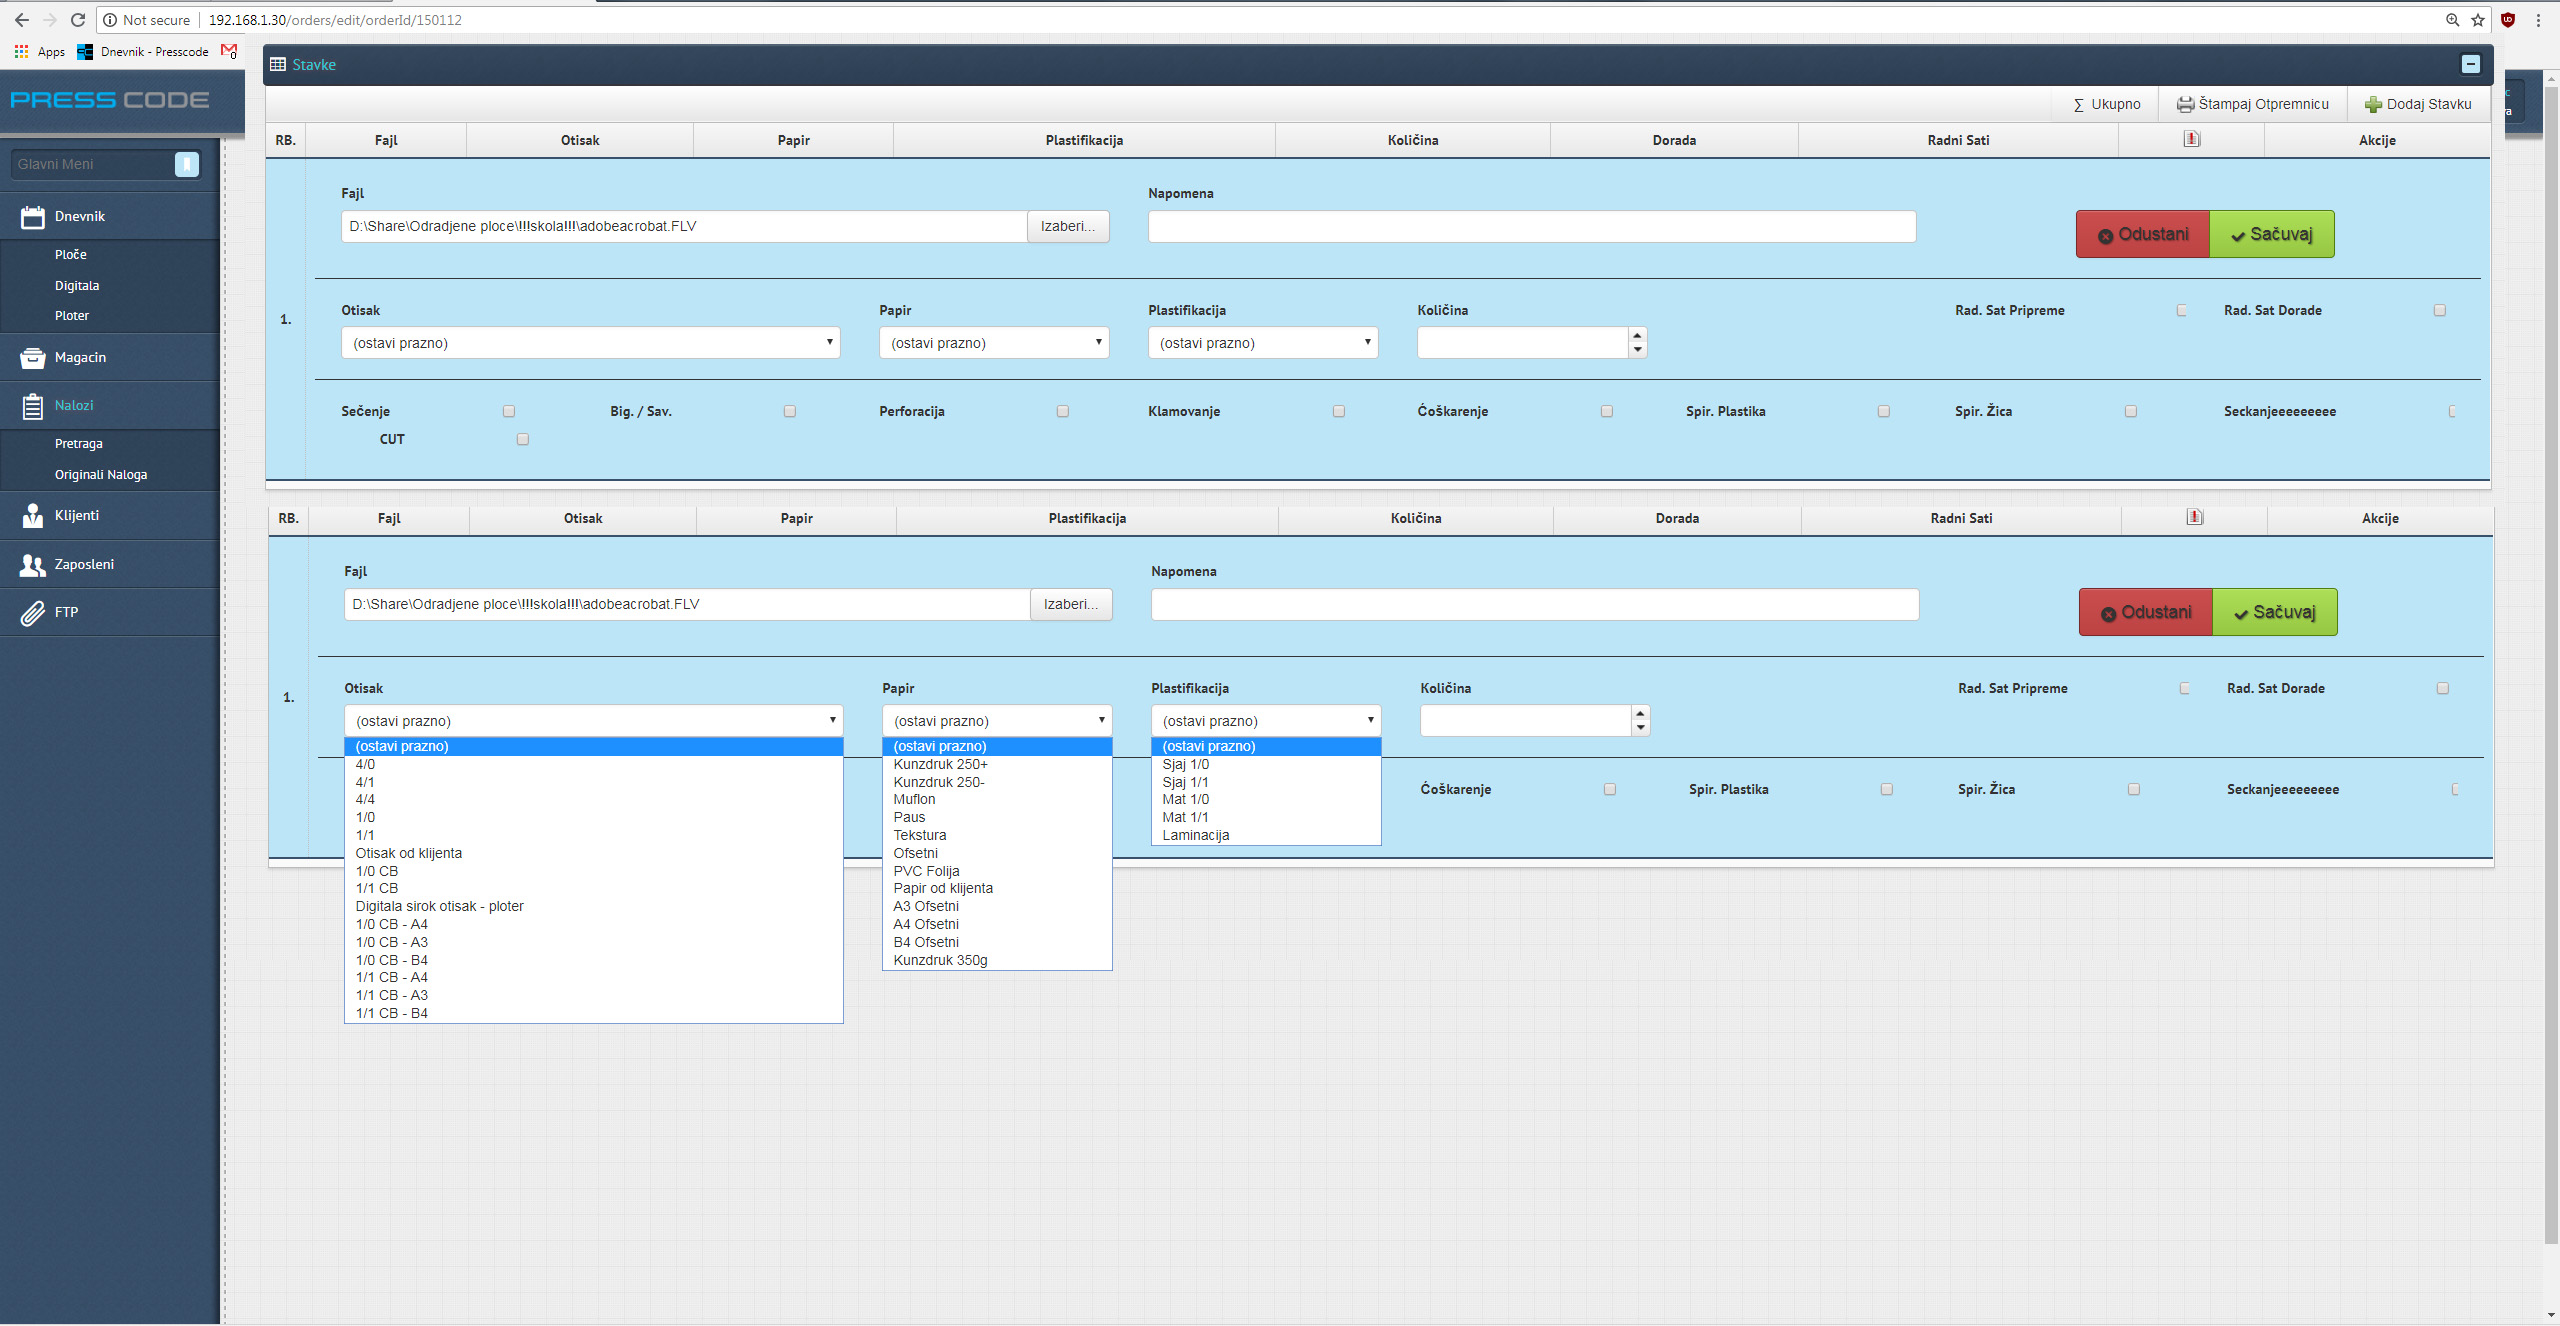 Not secure 192.168.1.30/orders/edit/orderId/150112
Apps Dnevnik - Presscode
PRESS CODE
Glavni Meni
Dnevnik
Ploče
Digitala
Ploter
Magacin
Nalozi
Pretraga
Originali Naloga
Klijenti
Zaposleni
FTP
Stavke
∑ Ukupno Štampaj Otpremnicu Dodaj Stavku
RB. Fajl Otisak Papir Plastifikacija Količina Dorada Radni Sati Akcije
Fajl Napomena
D:\Share\Odradjene ploce\!!!skola!!!\adobeacrobat.FLV Izaberi... Odustani Sačuvaj
1.
Otisak Papir Plastifikacija Količina Rad. Sat Pripreme Rad. Sat Dorade
(ostavi prazno) (ostavi prazno) (ostavi prazno)
Sečenje Big. / Sav. Perforacija Klamovanje Ćoškarenje Spir. Plastika Spir. Žica Seckanjeeeeeeeee
CUT
RB. Fajl Otisak Papir Plastifikacija Količina Dorada Radni Sati Akcije
Fajl Napomena
D:\Share\Odradjene ploce\!!!skola!!!\adobeacrobat.FLV Izaberi... Odustani Sačuvaj
1.
Otisak Papir Plastifikacija Količina Rad. Sat Pripreme Rad. Sat Dorade
(ostavi prazno) (ostavi prazno) (ostavi prazno)
(ostavi prazno)
4/0
4/1
4/4
1/0
1/1
Otisak od klijenta
1/0 CB
1/1 CB
Digitala sirok otisak - ploter
1/0 CB - A4
1/0 CB - A3
1/0 CB - B4
1/1 CB - A4
1/1 CB - A3
1/1 CB - B4
(ostavi prazno)
Kunzdruk 250+
Kunzdruk 250-
Muflon
Paus
Tekstura
Ofsetni
PVC Folija
Papir od klijenta
A3 Ofsetni
A4 Ofsetni
B4 Ofsetni
Kunzdruk 350g
(ostavi prazno)
Sjaj 1/0
Sjaj 1/1
Mat 1/0
Mat 1/1
Laminacija
Ćoškarenje Spir. Plastika Spir. Žica Seckanjeeeeeeeee